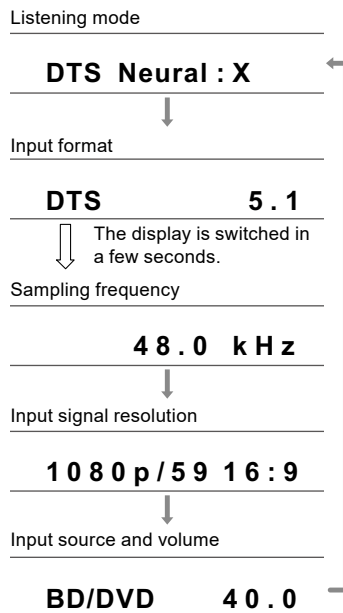 Listening mode
DTS Neural:X
Input format
DTS 5.1
The display is switched in
a few seconds.
Sampling frequency
48.0 kHz
Input signal resolution
1080p/59 16:9
Input source and volume
BD/DVD 40.0